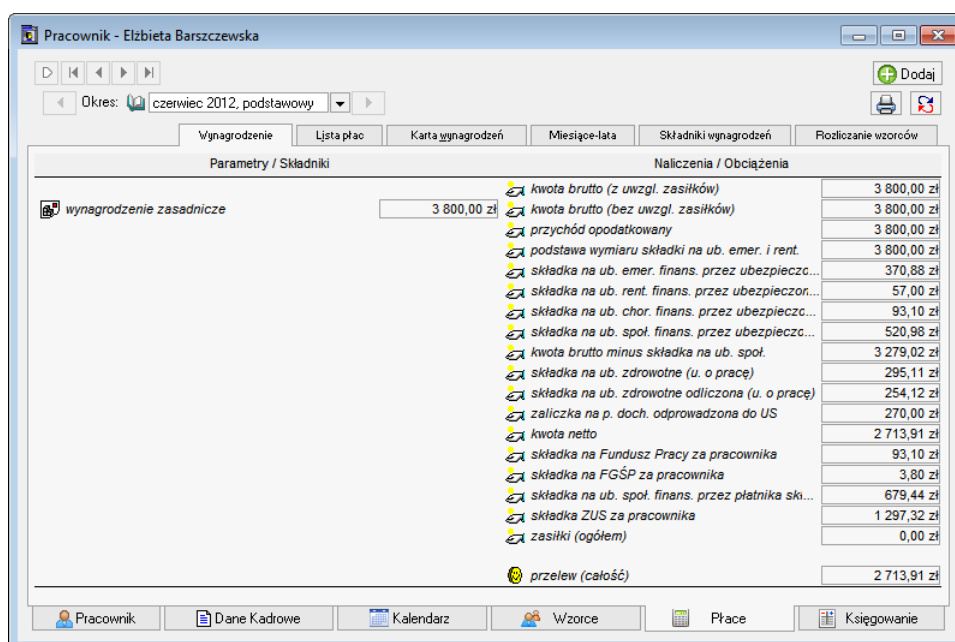 Pracownik - Elżbieta Barszczewska
D
Dodaj
Okres: czerwiec 2012, podstawowy
Wynagrodzenie Lista płac Karta wynagrodzeń Miesiące-lata Składniki wynagrodzeń Rozliczanie wzorców
Parametry / Składniki Naliczenia / Obciążenia
kwota brutto (z uwzgl. zasiłków) 3 800,00 zł
wynagrodzenie zasadnicze 3 800,00 zł kwota brutto (bez uwzgl. zasiłków) 3 800,00 zł
przychód opodatkowany 3 800,00 zł
podstawa wymiaru składki na ub. emer. i rent. 3 800,00 zł
składka na ub. emer. finans. przez ubezpieczo... 370,88 zł
składka na ub. rent. finans. przez ubezpieczon... 57,00 zł
składka na ub. chor. finans. przez ubezpieczo... 93,10 zł
składka na ub. społ. finans. przez ubezpieczo... 520,98 zł
kwota brutto minus składka na ub. społ. 3 279,02 zł
składka na ub. zdrowotne (u. o pracę) 295,11 zł
składka na ub. zdrowotne odliczona (u. o pracę) 254,12 zł
zaliczka na p. doch. odprowadzona do US 270,00 zł
kwota netto 2 713,91 zł
składka na Fundusz Pracy za pracownika 93,10 zł
składka na FGŚP za pracownika 3,80 zł
składka na ub. społ. finans. przez płatnika skł... 679,44 zł
składka ZUS za pracownika 1 297,32 zł
zasiłki (ogółem) 0,00 zł
przelew (całość) 2 713,91 zł
Pracownik Dane Kadrowe Kalendarz Wzorce Płace Księgowanie